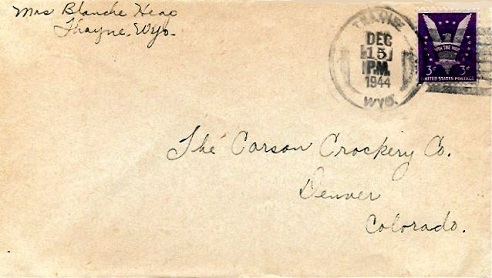 Mrs Blanche Heap
Thayne, Wyo.
THAYNE
DEC
15
P.M.
1944
WYO.
WIN THE WAR
3¢ 3¢
UNITED STATES POSTAGE
The Carson Crockery Co.
Denver
Colorado.